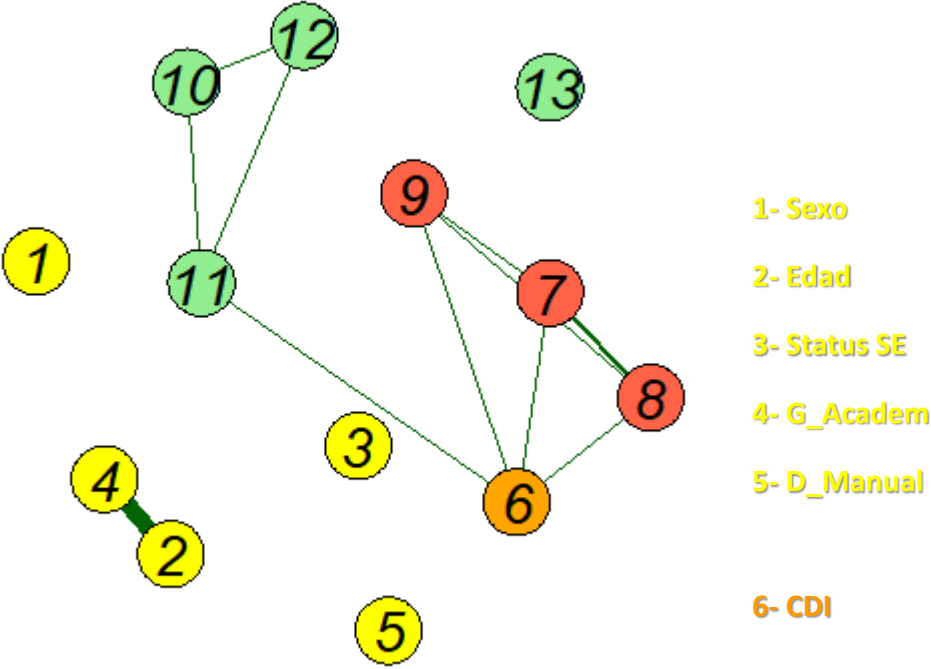 12
10
13
9
1
11
7
8
3
4
6
2
5
1- Sexo
2- Edad
3- Status SE
4- G_Academ
5- D_Manual
6- CDI